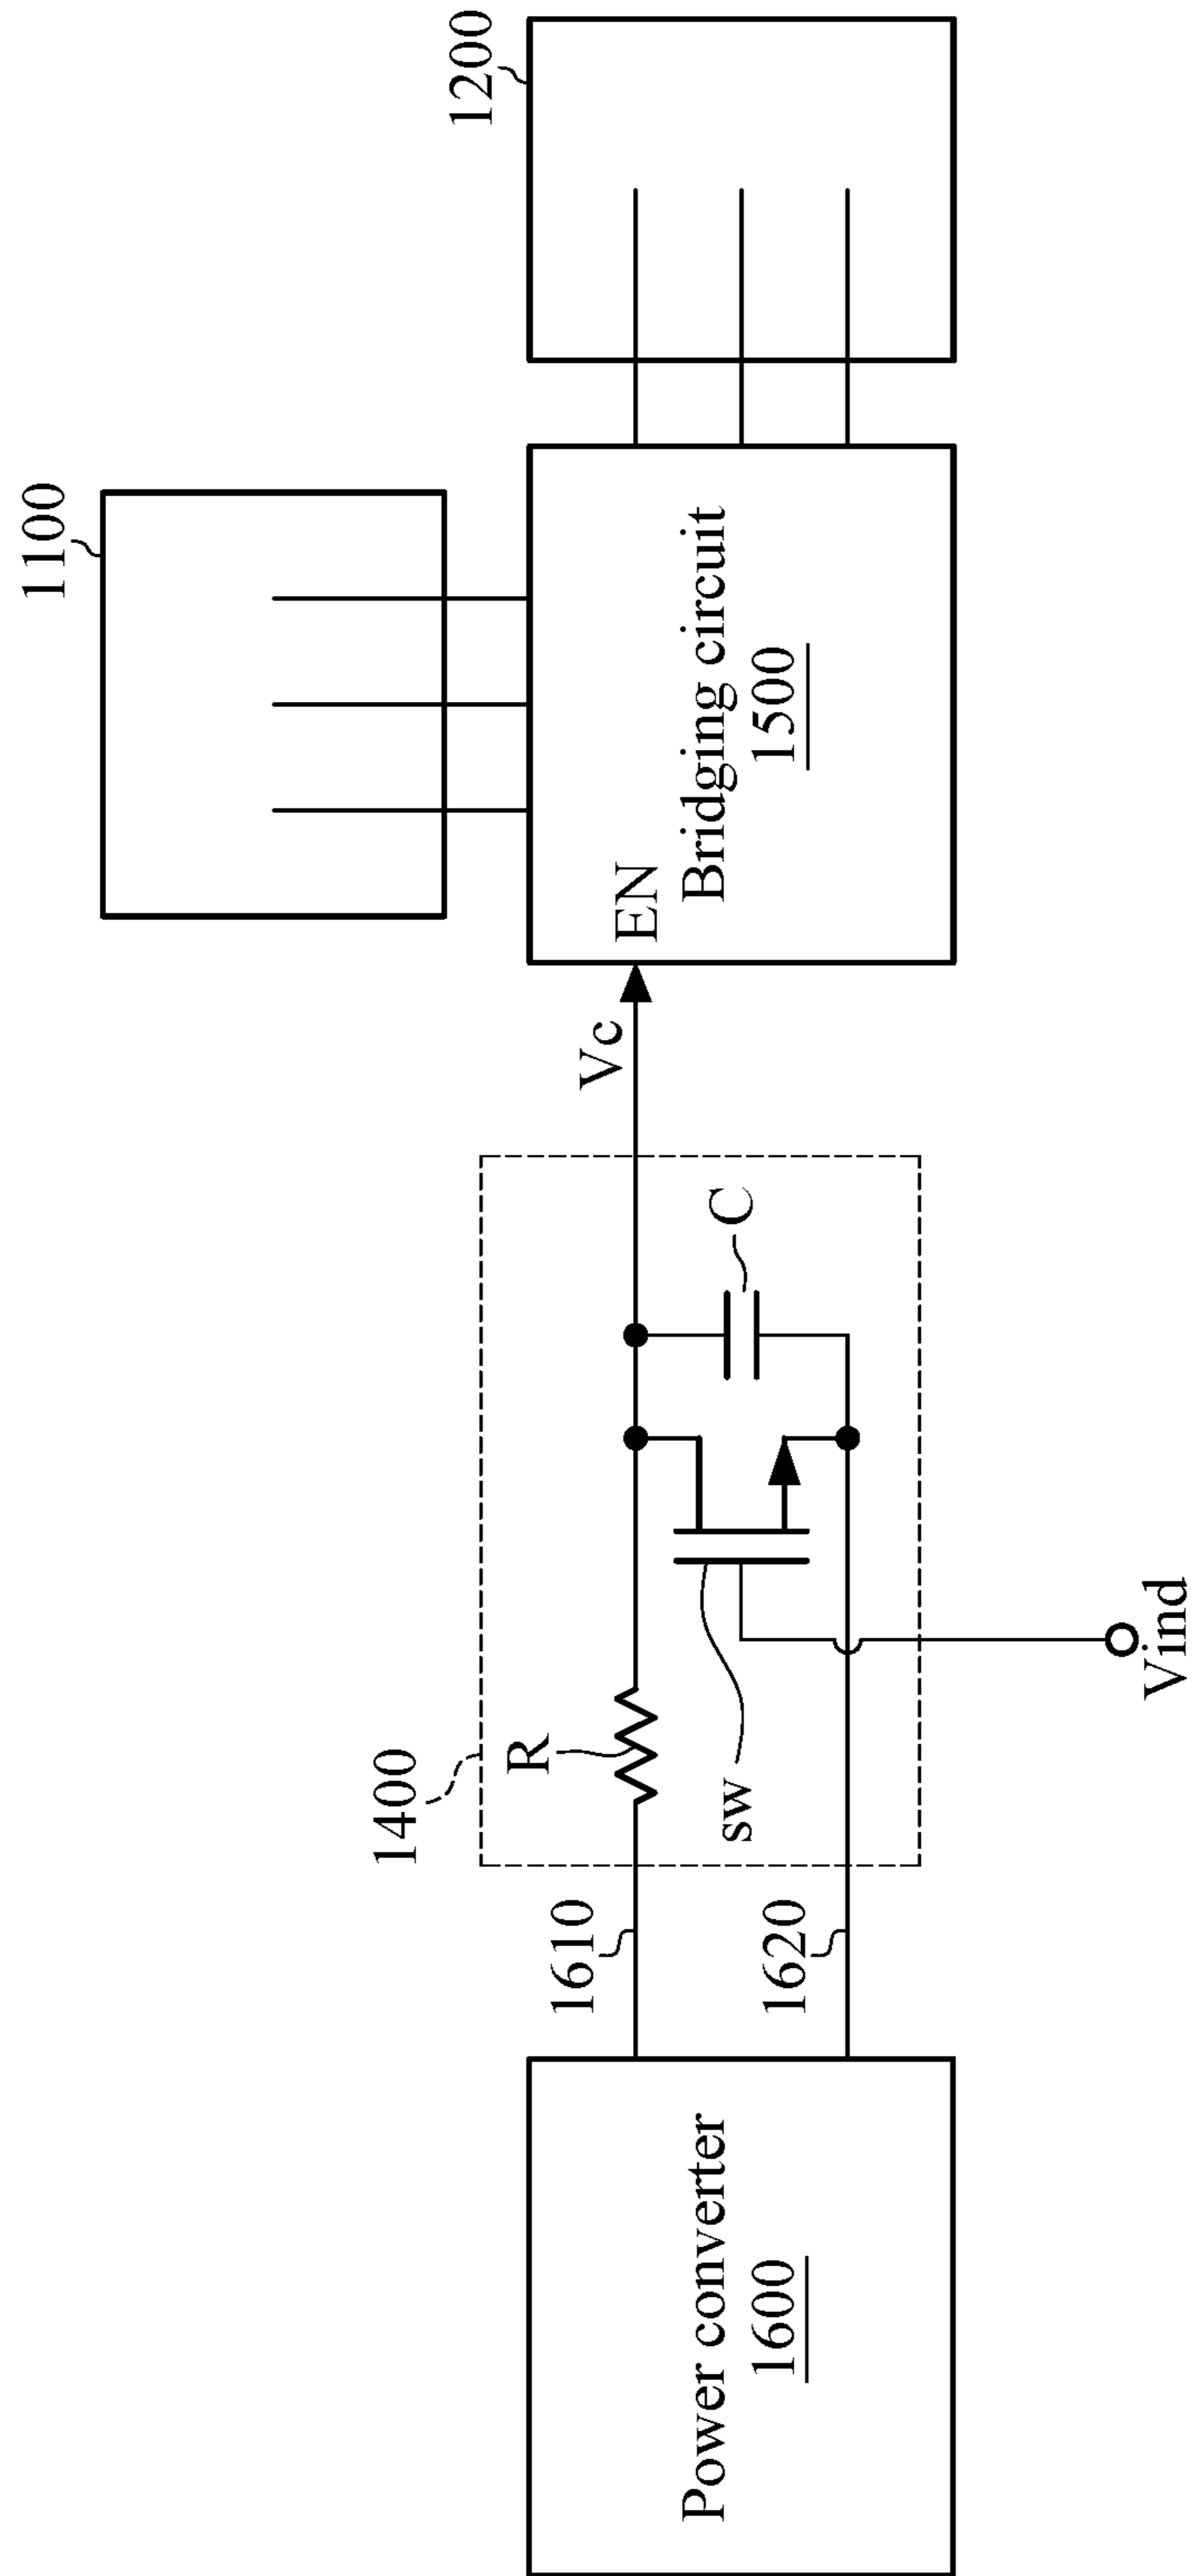 Power converter
1600
1610
1620
1400
R
sw
C
Vind
Vc
EN
Bridging circuit
1500
1100
1200